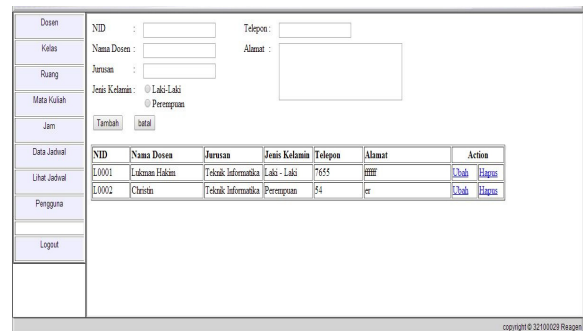 Dosen
Kelas
Ruang
Mata Kuliah
Jam
Data Jadwal
Lihat Jadwal
Pengguna
Logout
NID : Telepon :
Nama Dosen : Alamat :
Jurusan :
Jenis Kelamin : Laki-Laki
Perempuan
Tambah batal
NID Nama Dosen Jurusan Jenis Kelamin Telepon Alamat Action
L0001 Lukman Hakim Teknik Informatika Laki - Laki 7655 ffffff Ubah Hapus
L0002 Christin Teknik Informatika Perempuan 54 er Ubah Hapus
copyright © 32100029 Reagen